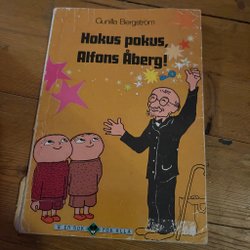 Gunilla Bergström
Hokus pokus,
Alfons Åberg!
EN BOK FÖR ALLA